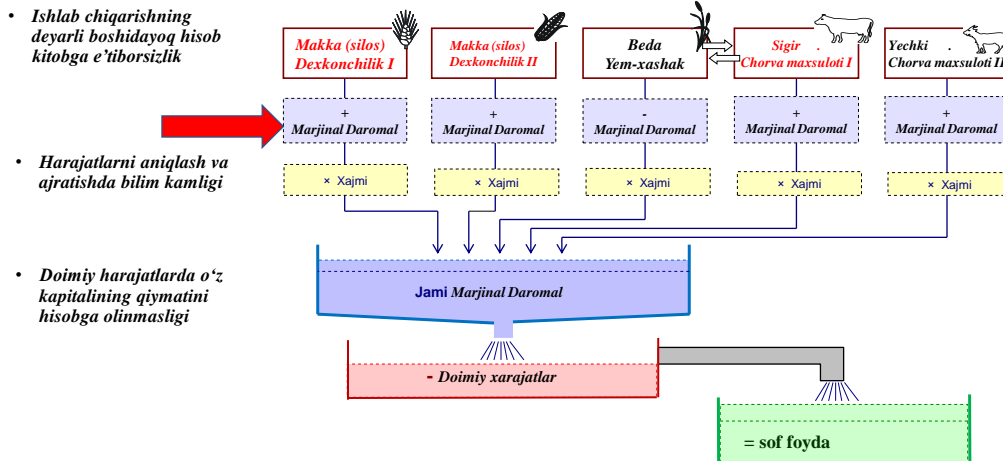 • Ishlab chiqarishning
deyarli boshidayoq hisob
kitobga e'tiborsizlik
• Harajatlarni aniqlash va
ajratishda bilim kamligi
• Doimiy harajatlarda o‘z
kapitalining qiymatini
hisobga olinmasligi
Makka (silos)
Dexkonchilik I
Makka (silos)
Dexkonchilik II
Beda
Yem-xashak
Sigir .
Chorva maxsuloti I
Yechki .
Chorva maxsuloti II
+
Marjinal Daromal
+
Marjinal Daromal
-
Marjinal Daromal
+
Marjinal Daromal
+
Marjinal Daromal
× Xajmi
× Xajmi
× Xajmi
× Xajmi
× Xajmi
Jami Marjinal Daromal
- Doimiy xarajatlar
= sof foyda